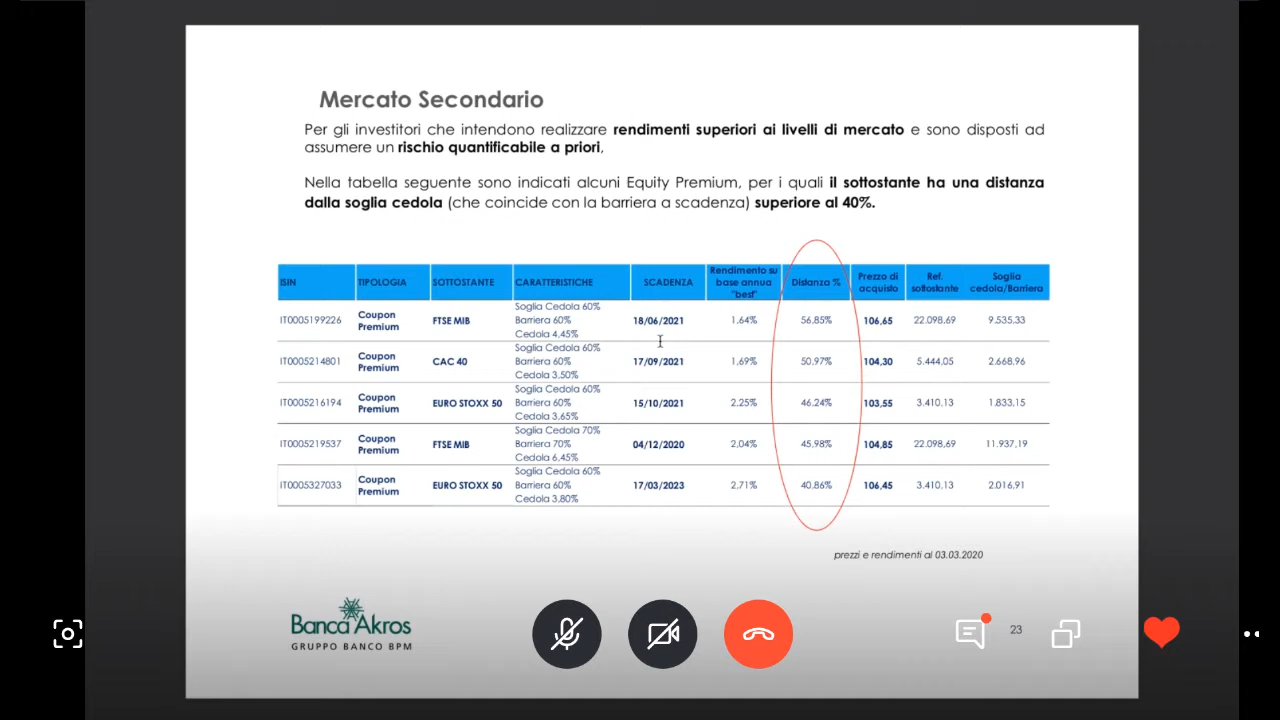 Mercato Secondario
Per gli investitori che intendono realizzare rendimenti superiori ai livelli di mercato e sono disposti ad
assumere un rischio quantificabile a priori,
Nella tabella seguente sono indicati alcuni Equity Premium, per i quali il sottostante ha una distanza
dalla soglia cedola (che coincide con la barriera a scadenza) superiore al 40%.
ISIN TIPOLOGIA SOTTOSTANTE CARATTERISTICHE SCADENZA Rendimento su base annua "best" Distanza % Prezzo di acquisto Ref. sottostante Soglia cedola/Barriera
IT0005199226 Coupon Premium FTSE MIB Soglia Cedola 60% Barriera 60% Cedola 4,45% 18/06/2021 1,64% 56,85% 106,65 22.098,69 9.535,33
IT0005214801 Coupon Premium CAC 40 Soglia Cedola 60% Barriera 60% Cedola 3,50% 17/09/2021 1,69% 50,97% 104,30 5.444,05 2.668,96
IT0005216194 Coupon Premium EURO STOXX 50 Soglia Cedola 60% Barriera 60% Cedola 3,65% 15/10/2021 2,25% 46,24% 103,55 3.410,13 1.833,15
IT0005219537 Coupon Premium FTSE MIB Soglia Cedola 70% Barriera 70% Cedola 6,45% 04/12/2020 2,04% 45,98% 104,85 22.098,69 11.937,19
IT0005327033 Coupon Premium EURO STOXX 50 Soglia Cedola 60% Barriera 60% Cedola 3,80% 17/03/2023 2,71% 40,86% 106,45 3.410,13 2.016,91
prezzi e rendimenti al 03.03.2020
Banca Akros
GRUPPO BANCO BPM
23